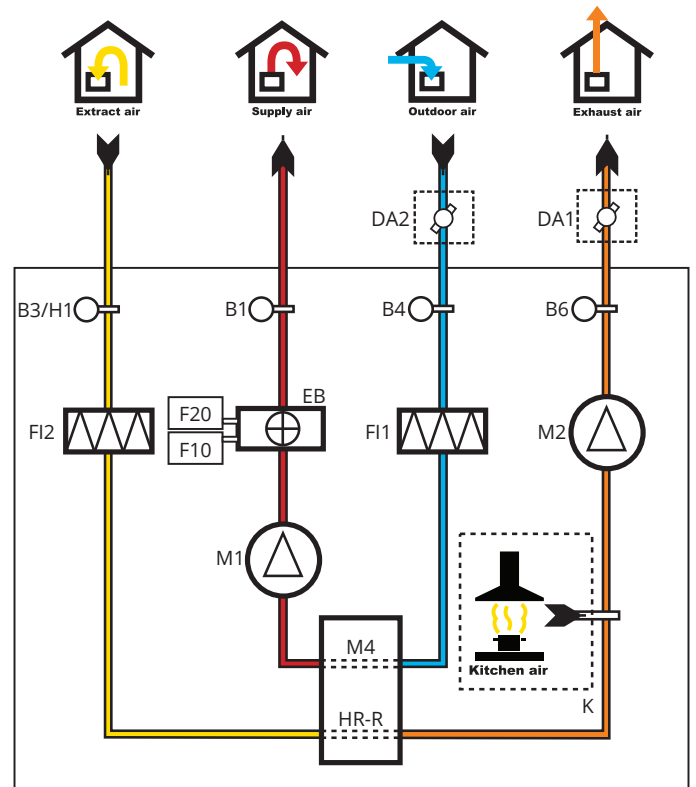 Extract air
Supply air
Outdoor air
Exhaust air
DA2
DA1
B3/H1
B1
B4
B6
EB
F20
F10
FI2
FI1
M2
M1
M4
Kitchen air
K
HR-R